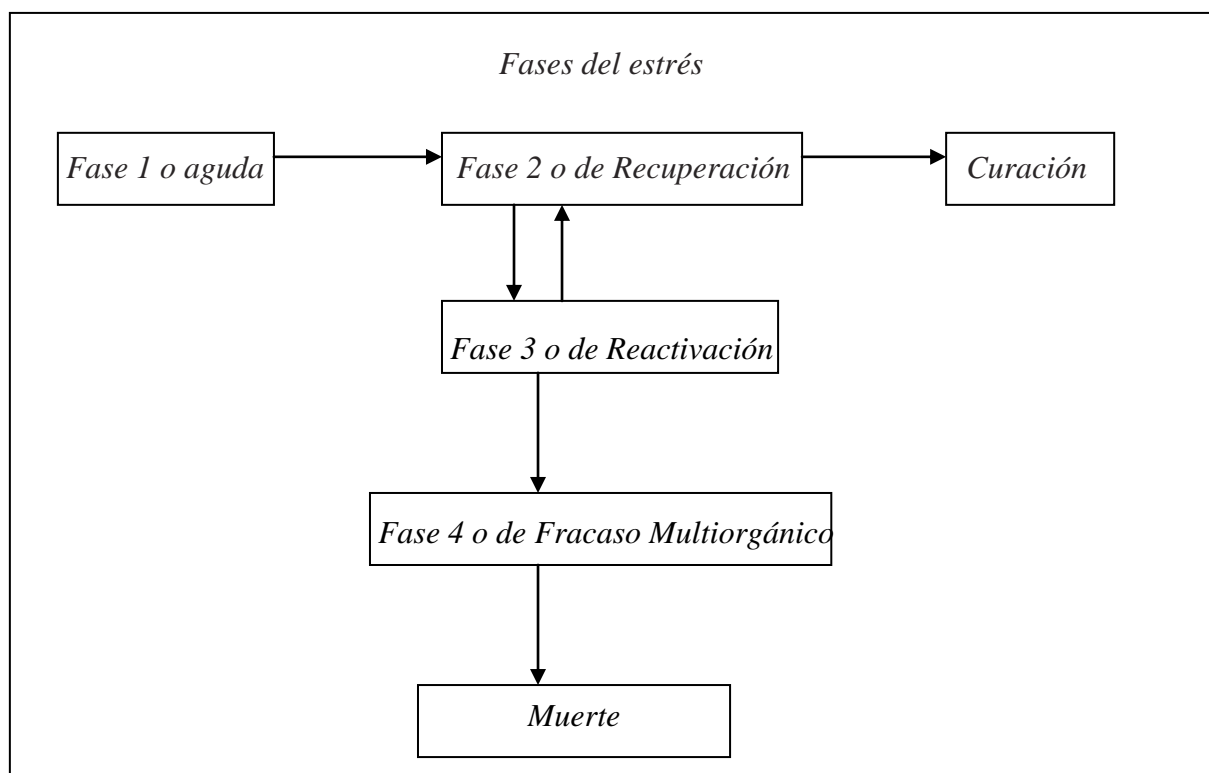 Fases del estrés
Fase 1 o aguda
Fase 2 o de Recuperación
Curación
Fase 3 o de Reactivación
Fase 4 o de Fracaso Multiorgánico
Muerte